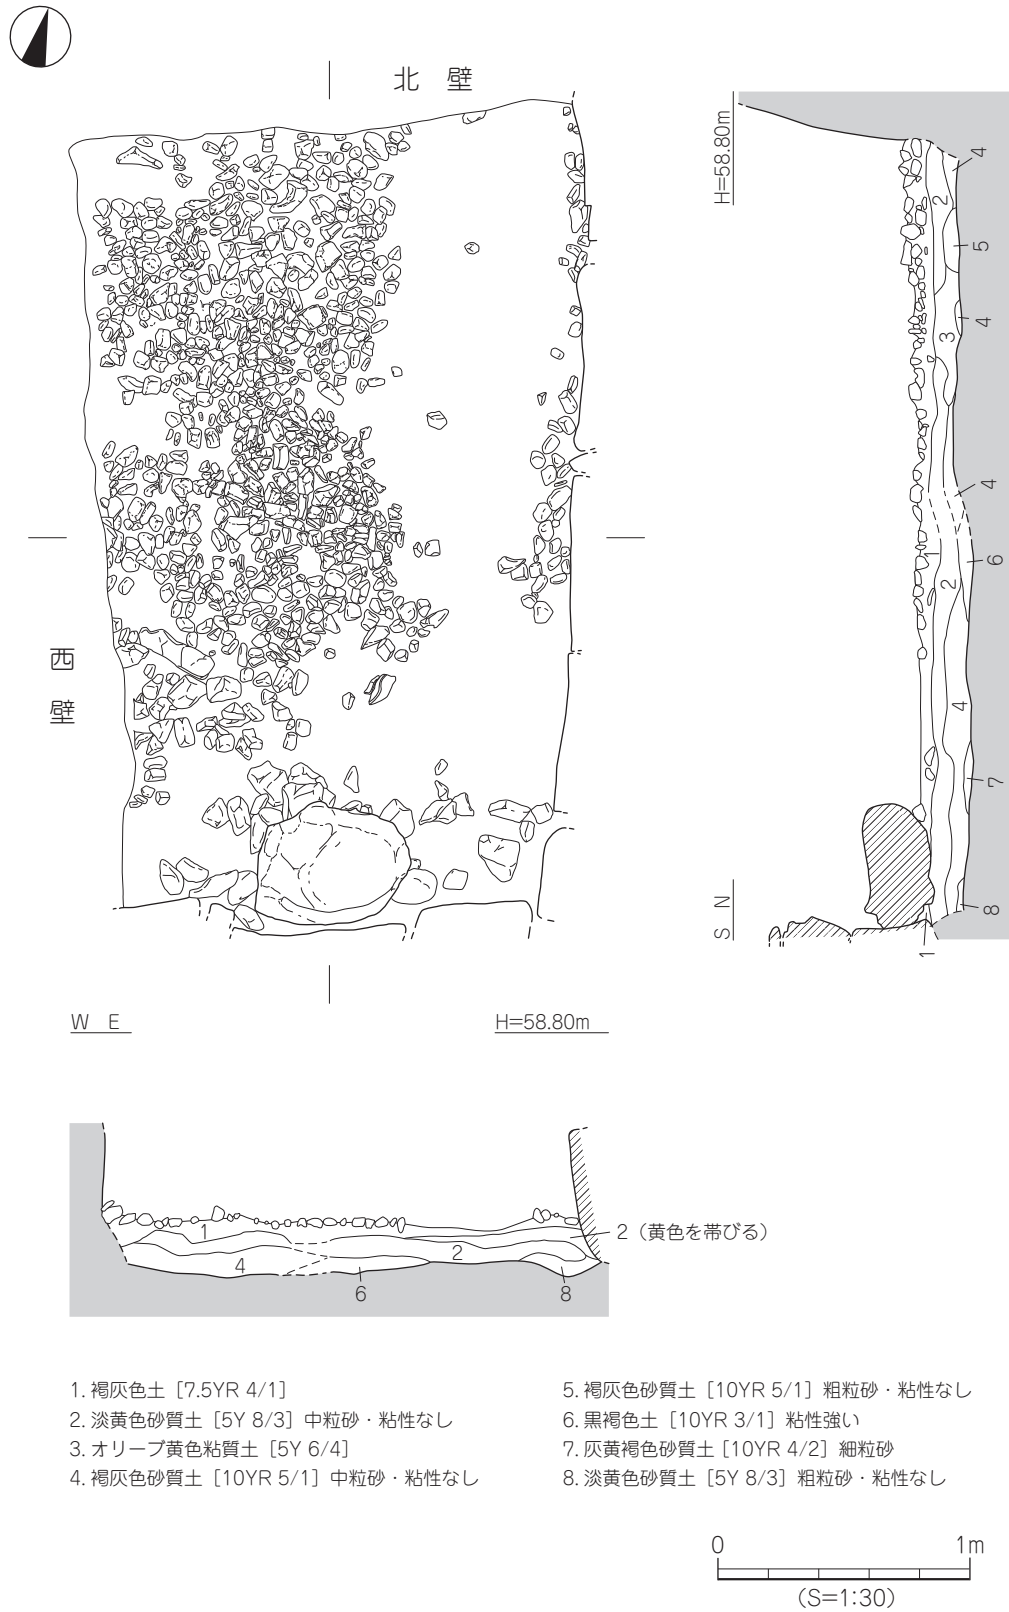 北 壁
H=58.80m
4
2
5
4
3
4
1
6
2
4
7
8
1
西
壁
S N
W E
H=58.80m
1
2（黄色を帯びる）
4
2
6
8
1. 褐灰色土［7.5YR 4/1］
2. 淡黄色砂質土［5Y 8/3］中粒砂・粘性なし
3. オリーブ黄色粘質土［5Y 6/4］
4. 褐灰色砂質土［10YR 5/1］中粒砂・粘性なし
5. 褐灰色砂質土［10YR 5/1］粗粒砂・粘性なし
6. 黒褐色土［10YR 3/1］粘性強い
7. 灰黄褐色砂質土［10YR 4/2］細粒砂
8. 淡黄色砂質土［5Y 8/3］粗粒砂・粘性なし
0 1m
(S=1:30)